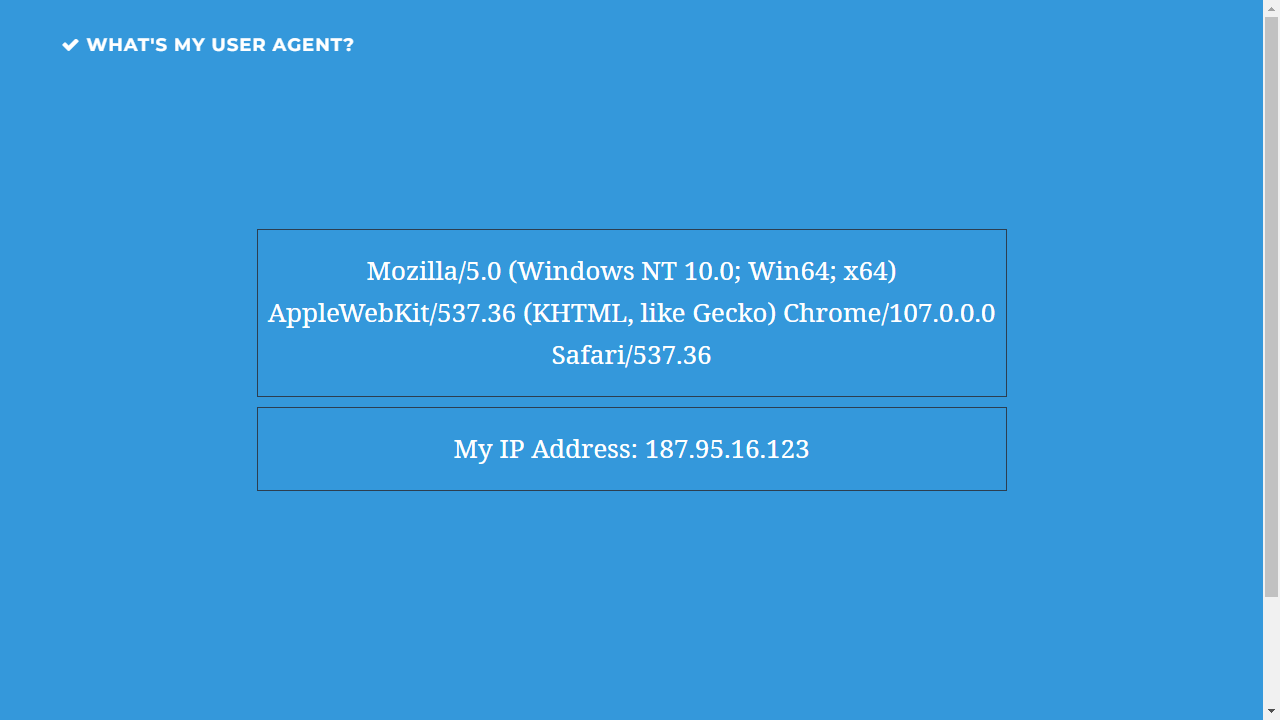 WHAT'S MY USER AGENT?
Mozilla/5.0 (Windows NT 10.0; Win64; x64)
AppleWebKit/537.36 (KHTML, like Gecko) Chrome/107.0.0.0
Safari/537.36
My IP Address: 187.95.16.123